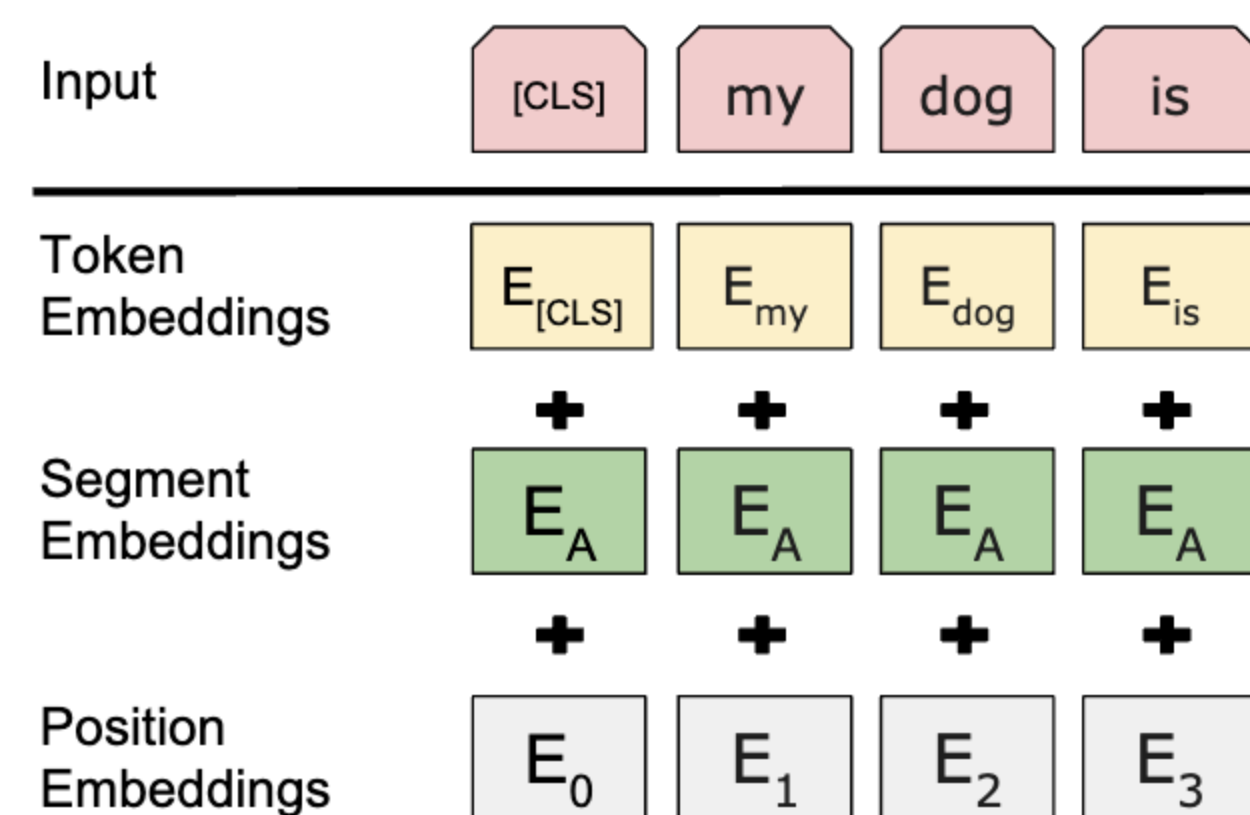 Input [CLS] my dog is
Token
Embeddings
E[CLS] Emy Edog Eis
+ + + +
Segment
Embeddings
EA EA EA EA
+ + + +
Position
Embeddings
E0 E1 E2 E3